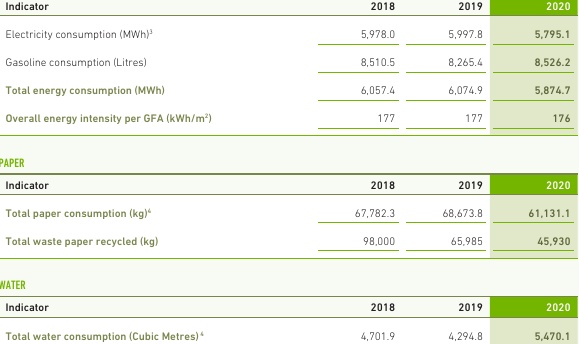 Indicator 2018 2019 2020
Electricity consumption (MWh)³ 5,978.0 5,997.8 5,795.1
Gasoline consumption (Litres) 8,510.5 8,265.4 8,526.2
Total energy consumption (MWh) 6,057.4 6,074.9 5,874.7
Overall energy intensity per GFA (kWh/m²) 177 177 176
PAPER
Indicator 2018 2019 2020
Total paper consumption (kg)⁴ 67,782.3 68,673.8 61,131.1
Total waste paper recycled (kg) 98,000 65,985 45,930
WATER
Indicator 2018 2019 2020
Total water consumption (Cubic Metres)⁴ 4,701.9 4,294.8 5,470.1